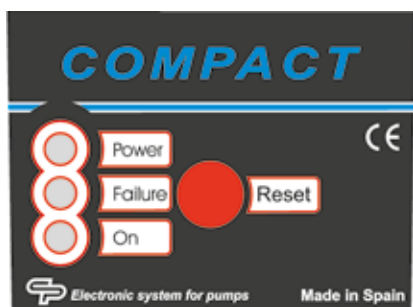 COMPACT
CE
Power
Failure
Reset
On
Electronic system for pumps
Made in Spain